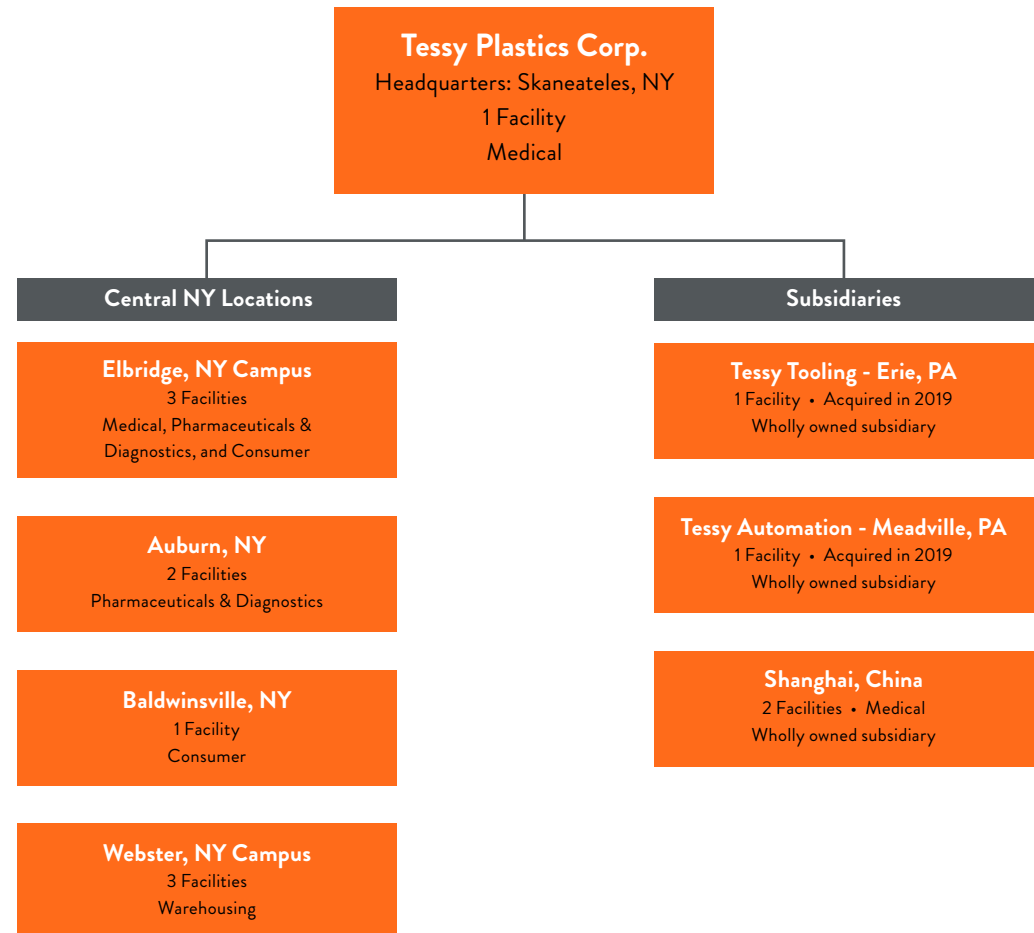 Tessy Plastics Corp.
Headquarters: Skaneateles, NY
1 Facility
Medical
Central NY Locations
Elbridge, NY Campus
3 Facilities
Medical, Pharmaceuticals &
Diagnostics, and Consumer
Auburn, NY
2 Facilities
Pharmaceuticals & Diagnostics
Baldwinsville, NY
1 Facility
Consumer
Webster, NY Campus
3 Facilities
Warehousing
Subsidiaries
Tessy Tooling - Erie, PA
1 Facility • Acquired in 2019
Wholly owned subsidiary
Tessy Automation - Meadville, PA
1 Facility • Acquired in 2019
Wholly owned subsidiary
Shanghai, China
2 Facilities • Medical
Wholly owned subsidiary